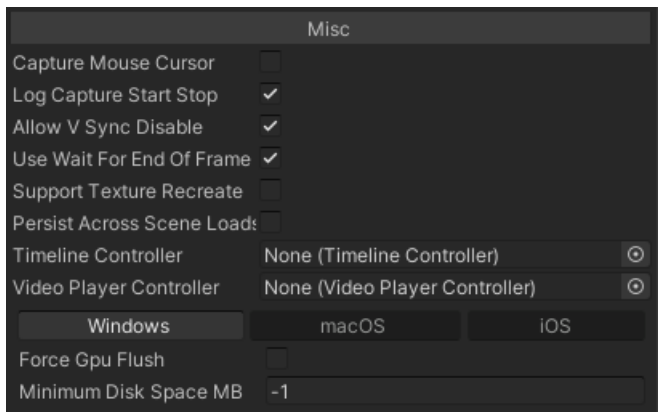 Misc
Capture Mouse Cursor
Log Capture Start Stop
Allow V Sync Disable
Use Wait For End Of Frame
Support Texture Recreate
Persist Across Scene Loads
Timeline Controller None (Timeline Controller)
Video Player Controller None (Video Player Controller)
Windows macOS iOS
Force Gpu Flush
Minimum Disk Space MB -1